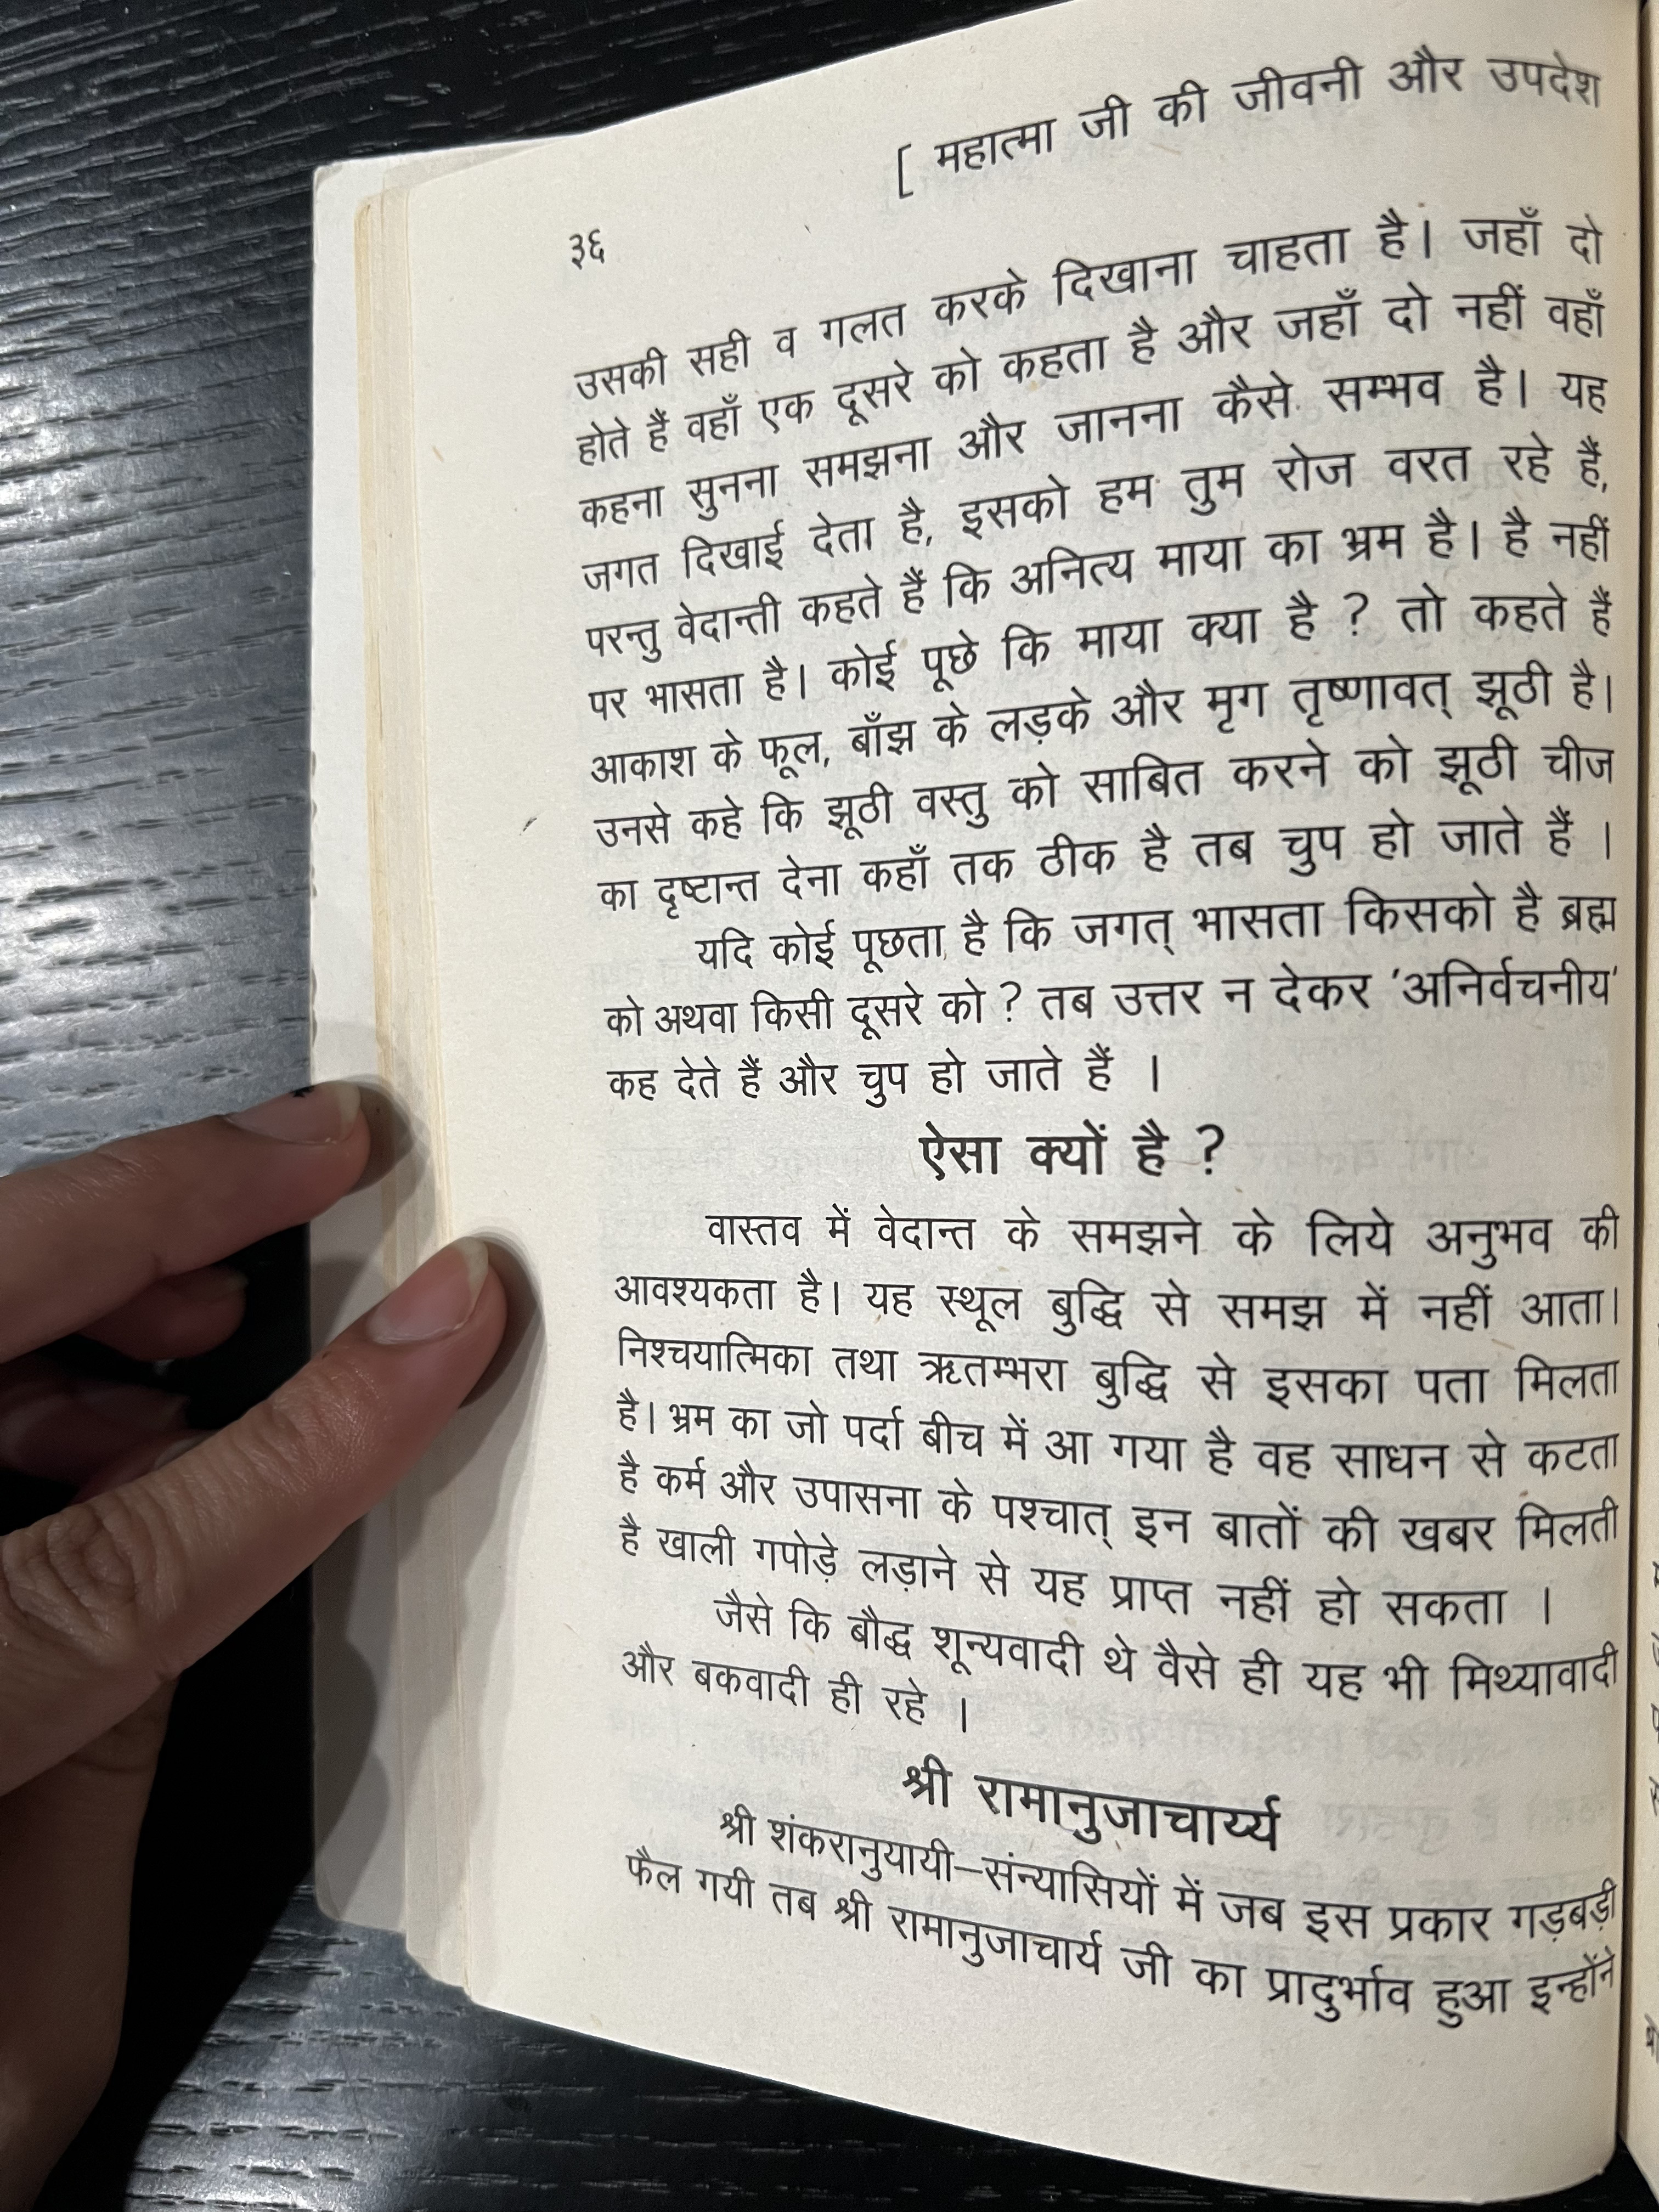 [ महात्मा जी की जीवनी और उपदेश
३६
उसकी सही व गलत करके दिखाना चाहता है। जहाँ दो
होते हैं वहाँ एक दूसरे को कहता है और जहाँ दो नहीं वहाँ
कहना सुनना समझना और जानना कैसे सम्भव है। यह
जगत दिखाई देता है, इसको हम तुम रोज वरत रहे हैं,
परन्तु वेदान्ती कहते हैं कि अनित्य माया का भ्रम है। है नहीं
पर भासता है। कोई पूछे कि माया क्या है ? तो कहते हैं
आकाश के फूल, बाँझ के लड़के और मृग तृष्णावत् झूठी है।
उनसे कहे कि झूठी वस्तु को साबित करने को झूठी चीज
का दृष्टान्त देना कहाँ तक ठीक है तब चुप हो जाते हैं ।
यदि कोई पूछता है कि जगत् भासता किसको है ब्रह्म
को अथवा किसी दूसरे को ? तब उत्तर न देकर 'अनिर्वचनीय'
कह देते हैं और चुप हो जाते हैं ।
ऐसा क्यों है ?
वास्तव में वेदान्त के समझने के लिये अनुभव की
आवश्यकता है। यह स्थूल बुद्धि से समझ में नहीं आता।
निश्चयात्मिका तथा ऋतम्भरा बुद्धि से इसका पता मिलता
है। भ्रम का जो पर्दा बीच में आ गया है वह साधन से कटता
है कर्म और उपासना के पश्चात् इन बातों की खबर मिलती
है खाली गपोड़े लड़ाने से यह प्राप्त नहीं हो सकता ।
जैसे कि बौद्ध शून्यवादी थे वैसे ही यह भी मिथ्यावादी
और बकवादी ही रहे ।
श्री रामानुजाचार्य्य
श्री शंकरानुयायी–संन्यासियों में जब इस प्रकार गड़बड़ी
फैल गयी तब श्री रामानुजाचार्य जी का प्रादुर्भाव हुआ इन्होंने